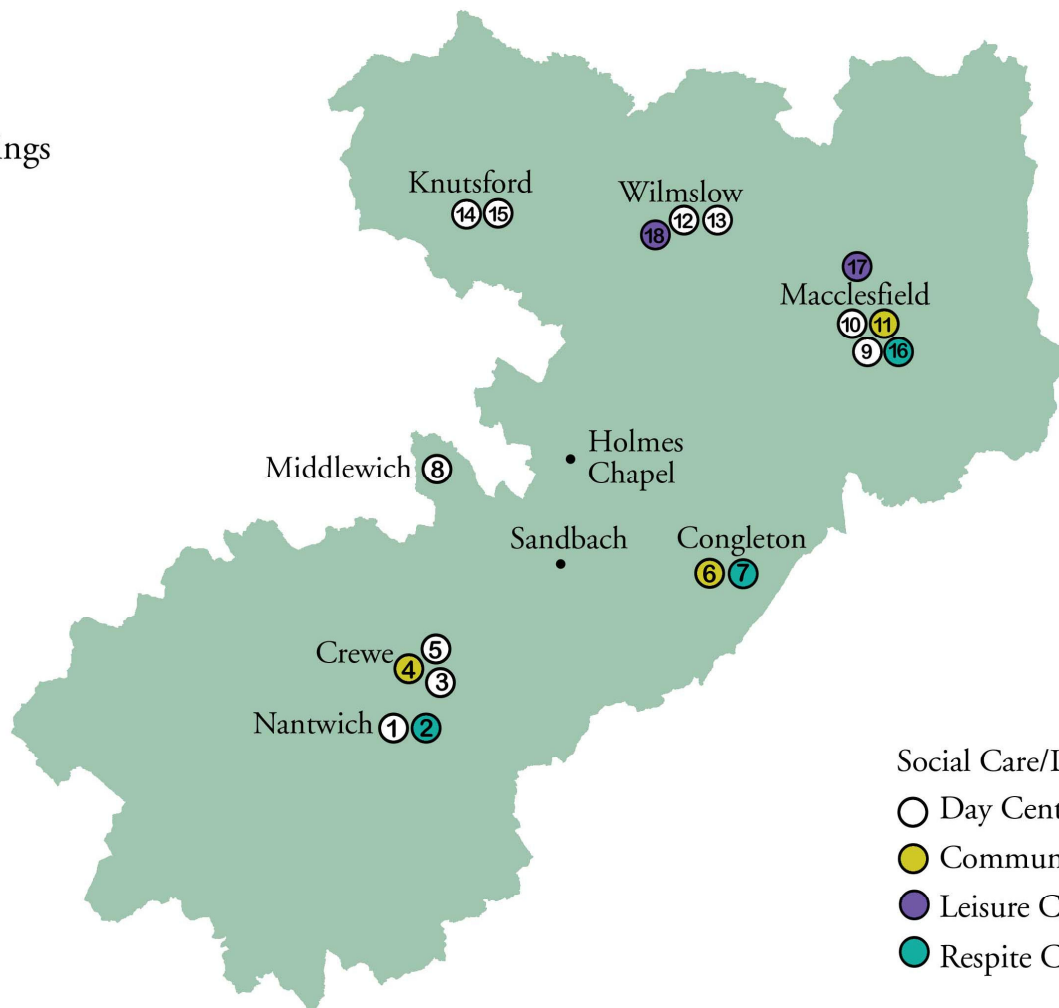 ings
Knutsford
14 15
Wilmslow
18 12 13
17
Macclesfield
10 11
9 16
Holmes
Chapel
Middlewich 8
Sandbach
Congleton
6 7
Crewe
4 5
3
Nantwich 1 2
Social Care/
Day Cent
Commun
Leisure C
Respite C